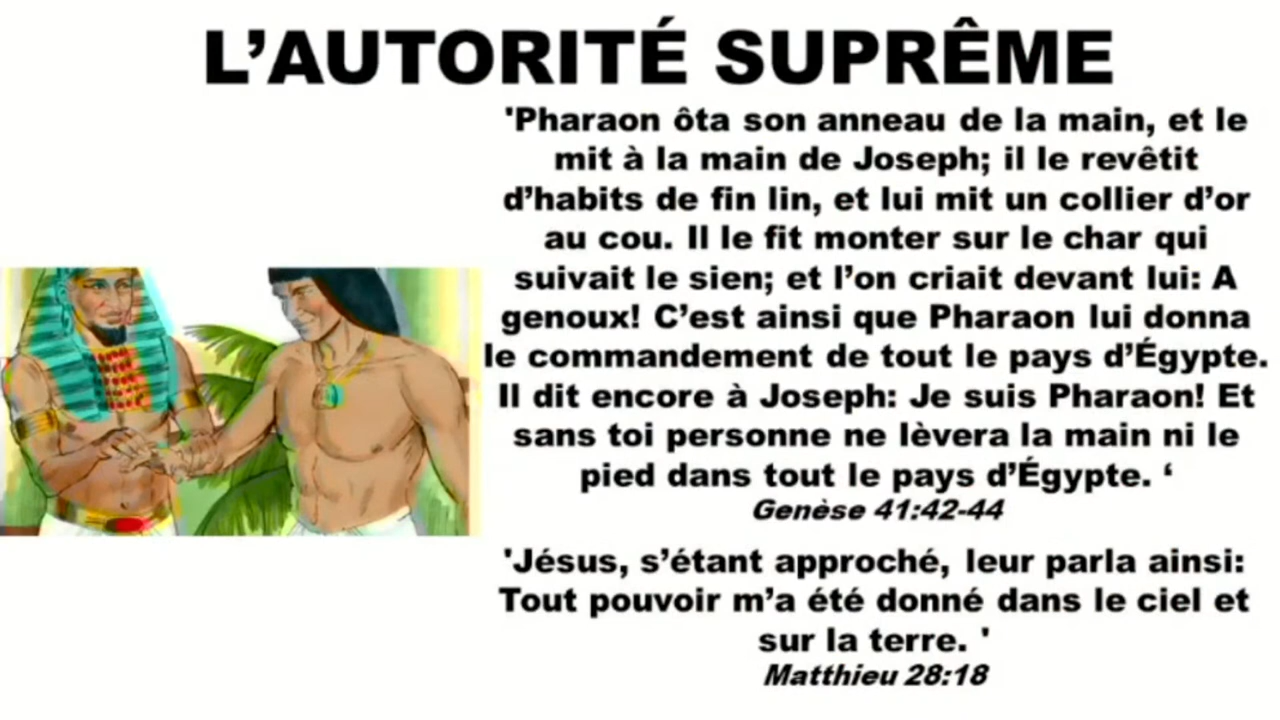 L’AUTORITÉ SUPRÊME
'Pharaon ôta son anneau de la main, et le
mit à la main de Joseph; il le revêtit
d’habits de fin lin, et lui mit un collier d’or
au cou. Il le fit monter sur le char qui
suivait le sien; et l’on criait devant lui: A
genoux! C’est ainsi que Pharaon lui donna
le commandement de tout le pays d’Égypte.
Il dit encore à Joseph: Je suis Pharaon! Et
sans toi personne ne lèvera la main ni le
pied dans tout le pays d’Égypte. ‘
Genèse 41:42-44
'Jésus, s’étant approché, leur parla ainsi:
Tout pouvoir m’a été donné dans le ciel et
sur la terre. '
Matthieu 28:18